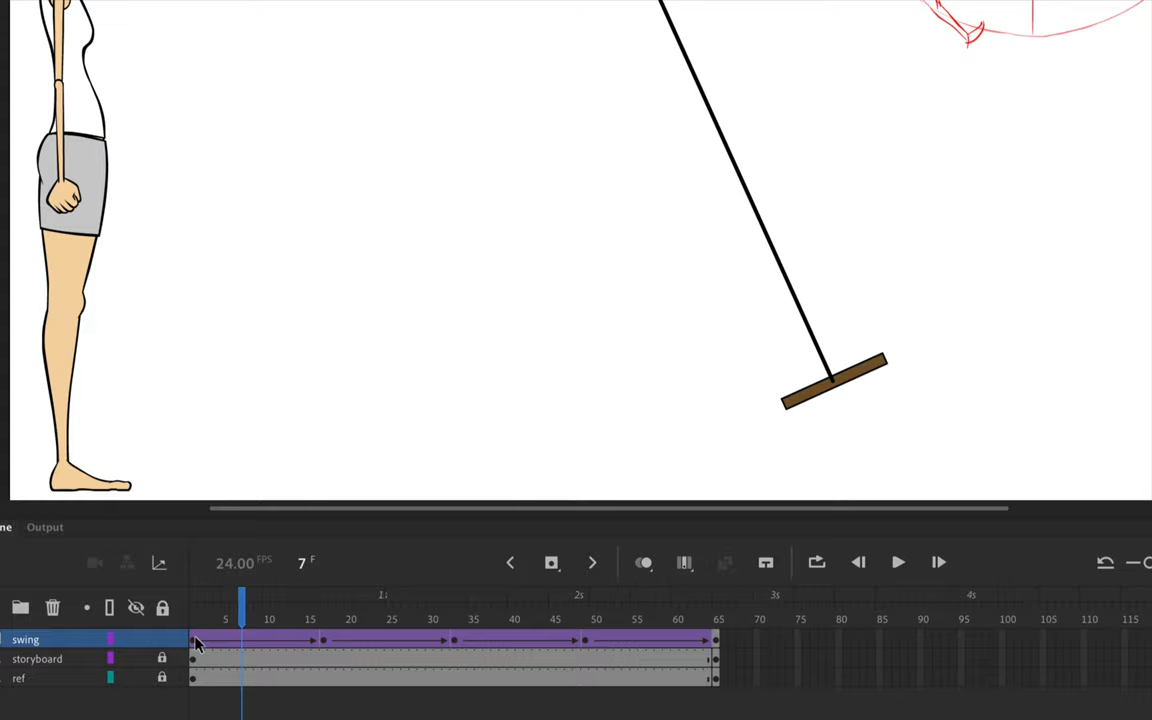 ne Output
24.00 FPS 7 F
1s 2s 3s 4s
5 10 15 20 25 30 35 40 45 50 55 60 65 70 75 80 85 90 95 100 105 110 115
swing
storyboard
ref